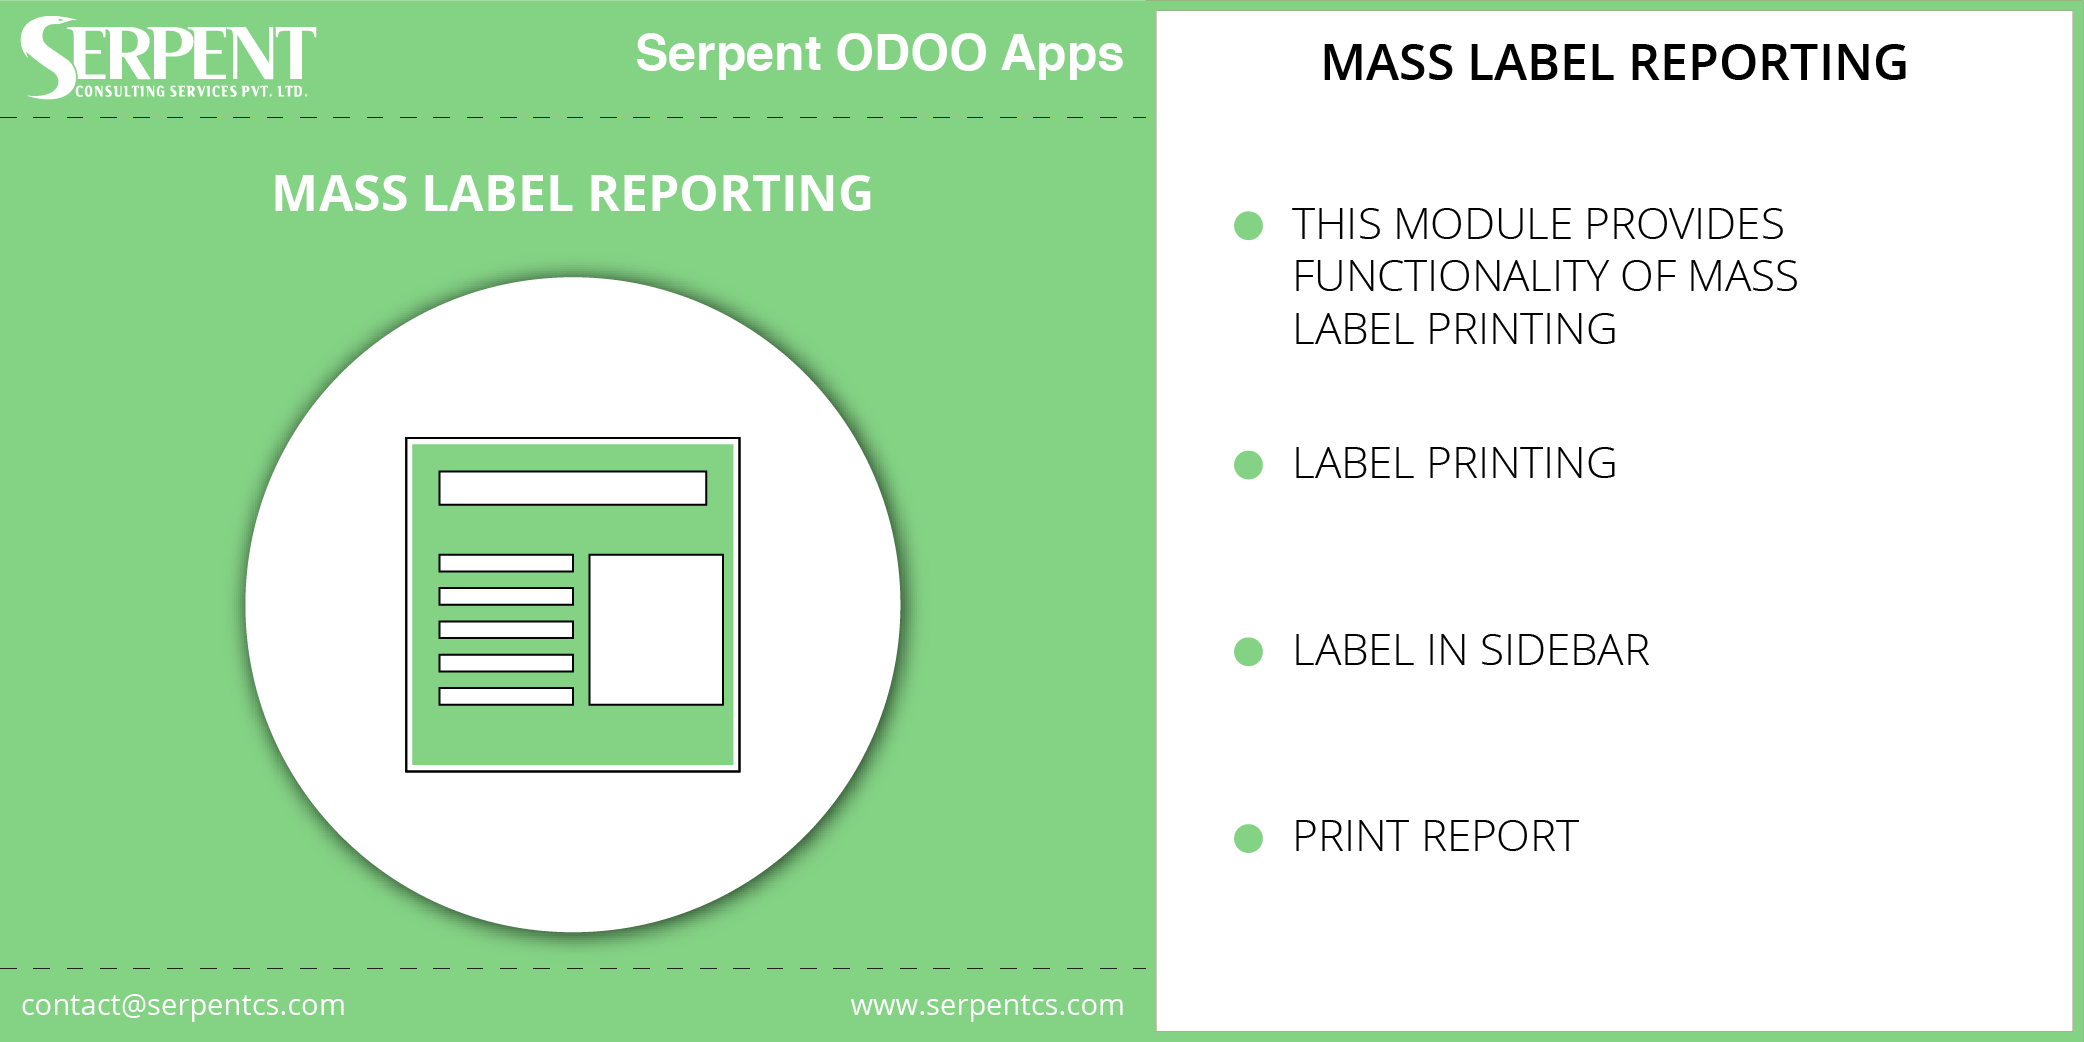 SERPENT
CONSULTING SERVICES PVT. LTD.
Serpent ODOO Apps
MASS LABEL REPORTING
contact@serpentcs.com
www.serpentcs.com
MASS LABEL REPORTING
THIS MODULE PROVIDES
FUNCTIONALITY OF MASS
LABEL PRINTING
LABEL PRINTING
LABEL IN SIDEBAR
PRINT REPORT